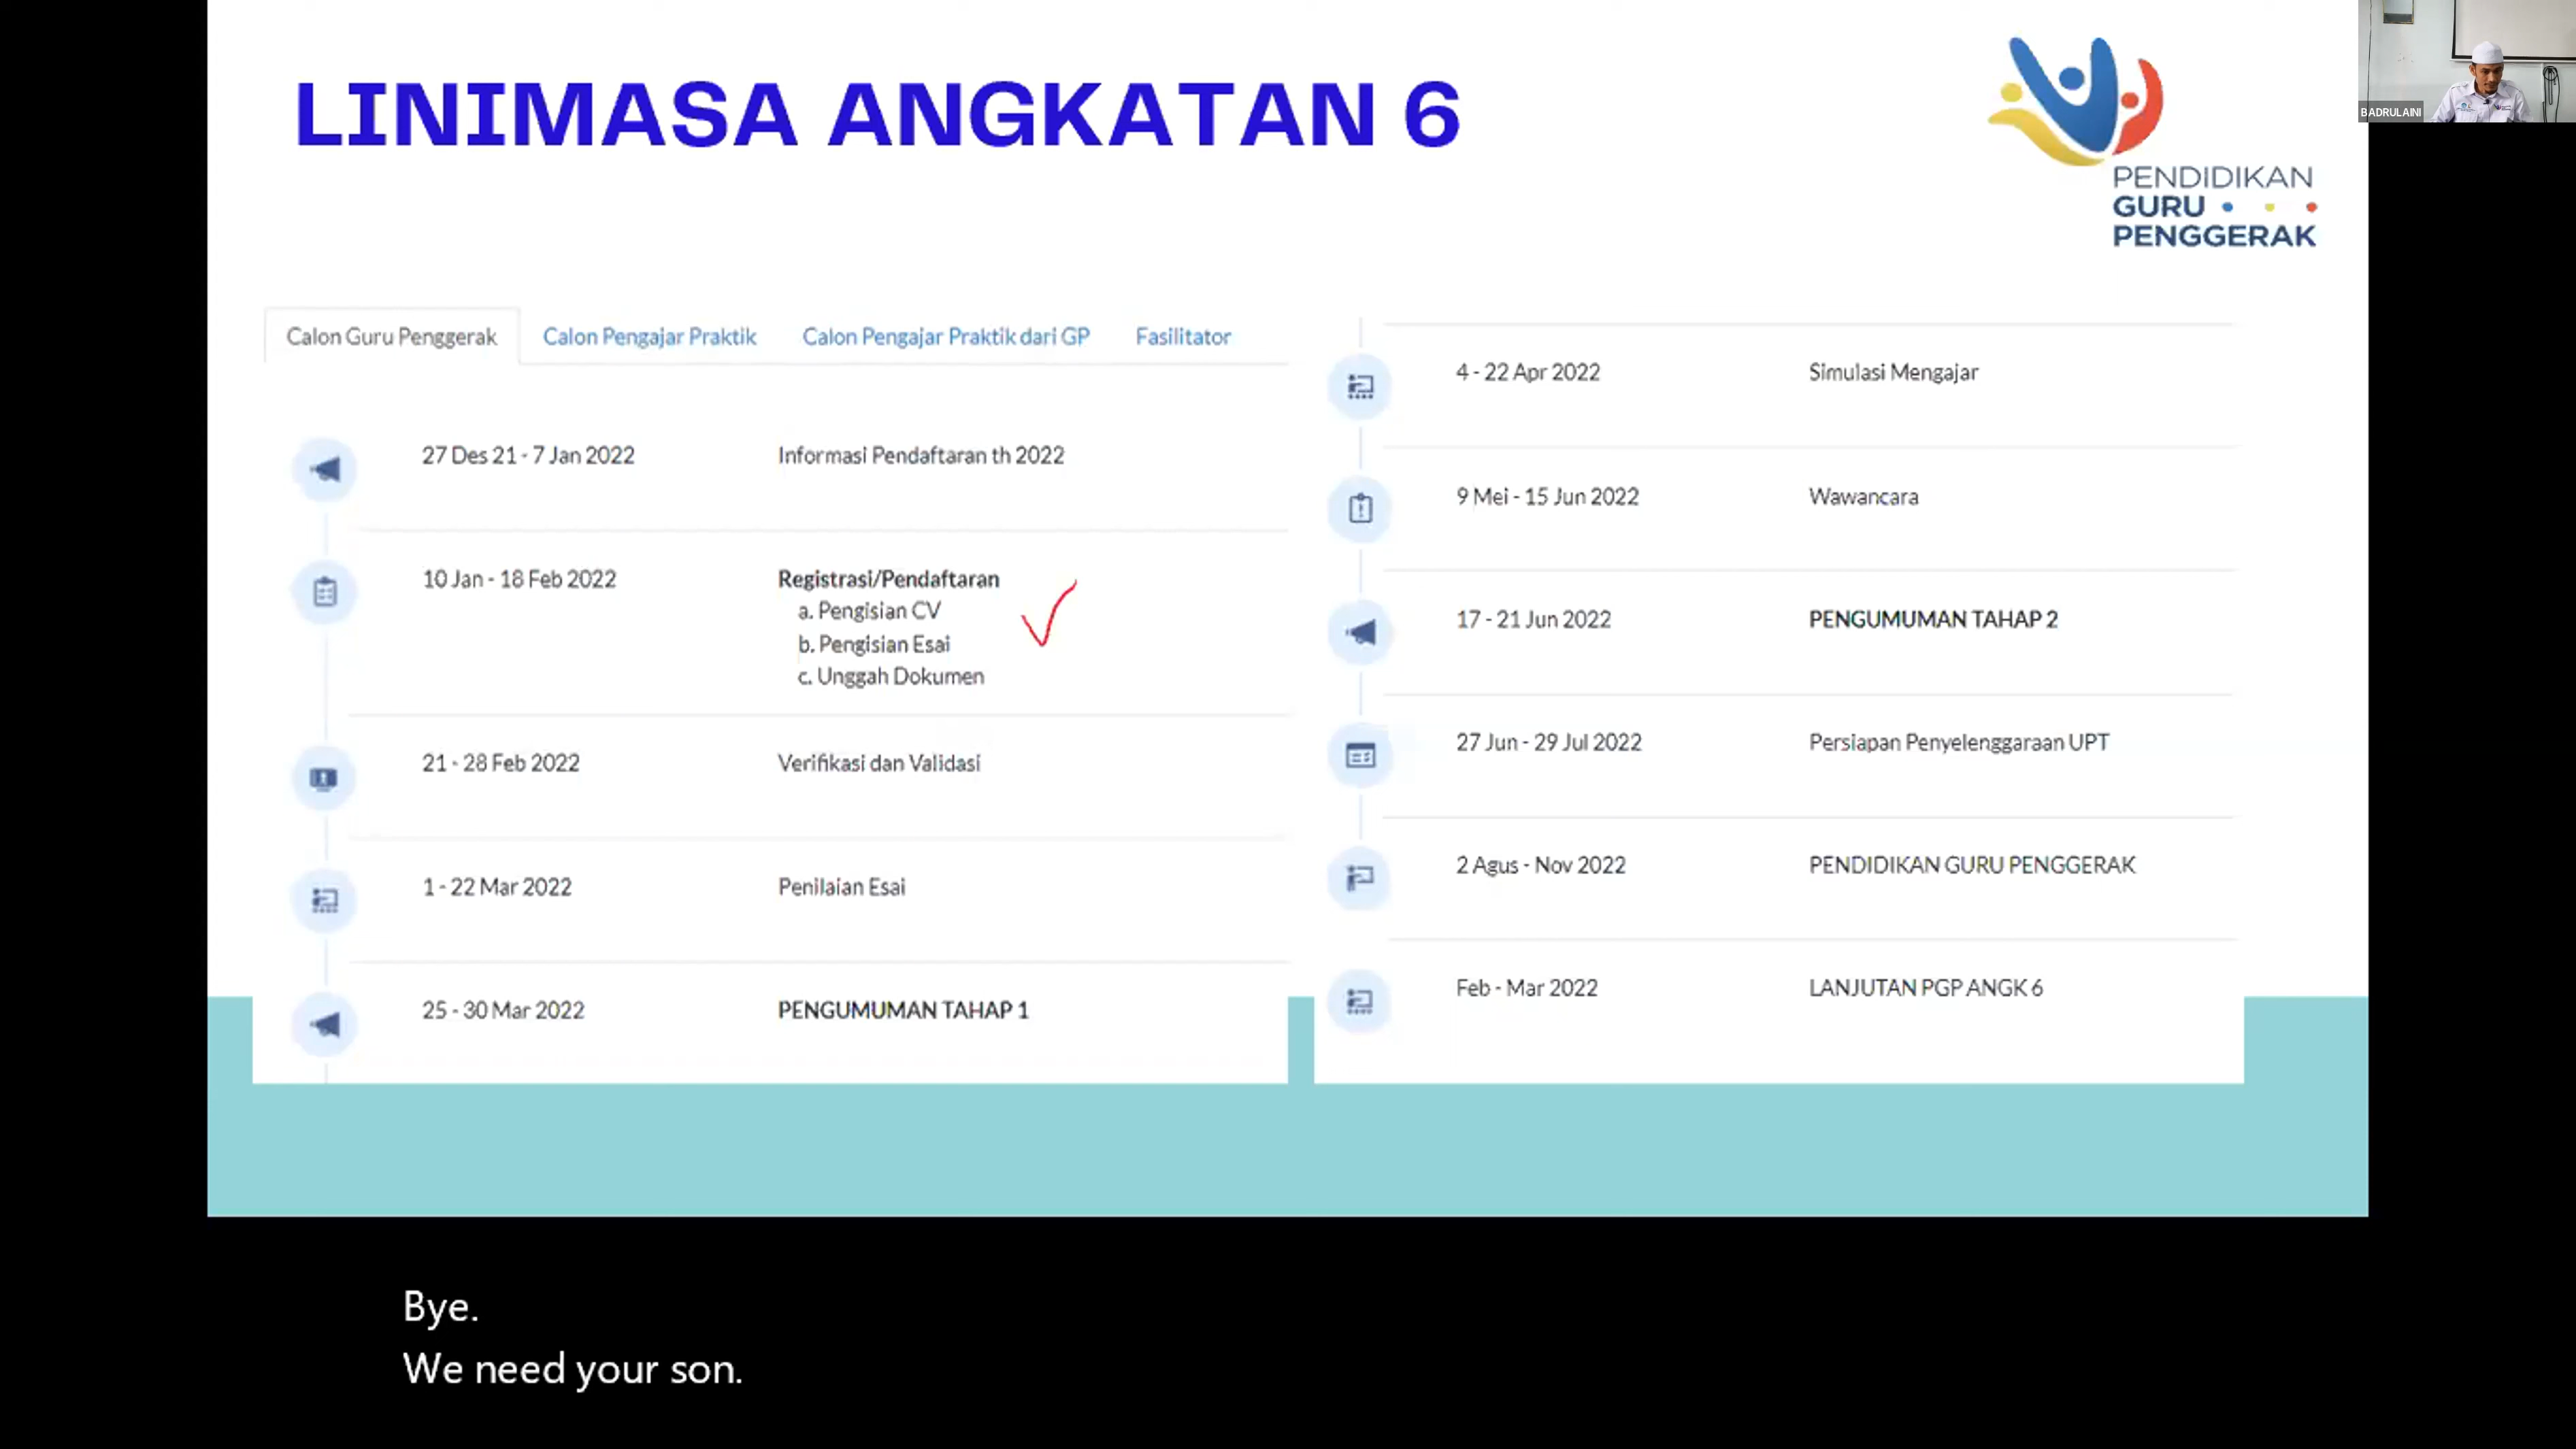 LINIMASA ANGKATAN 6
PENDIDIKAN
GURU
PENGGERAK
BADRULAINI
Calon Guru Penggerak
Calon Pengajar Praktik
Calon Pengajar Praktik dari GP
Fasilitator
27 Des 21 - 7 Jan 2022
Informasi Pendaftaran th 2022
10 Jan - 18 Feb 2022
Registrasi/Pendaftaran
a. Pengisian CV
b. Pengisian Esai
c. Unggah Dokumen
21 - 28 Feb 2022
Verifikasi dan Validasi
1 - 22 Mar 2022
Penilaian Esai
25 - 30 Mar 2022
PENGUMUMAN TAHAP 1
4 - 22 Apr 2022
Simulasi Mengajar
9 Mei - 15 Jun 2022
Wawancara
17 - 21 Jun 2022
PENGUMUMAN TAHAP 2
27 Jun - 29 Jul 2022
Persiapan Penyelenggaraan UPT
2 Agus - Nov 2022
PENDIDIKAN GURU PENGGERAK
Feb - Mar 2022
LANJUTAN PGP ANGK 6
Bye.
We need your son.